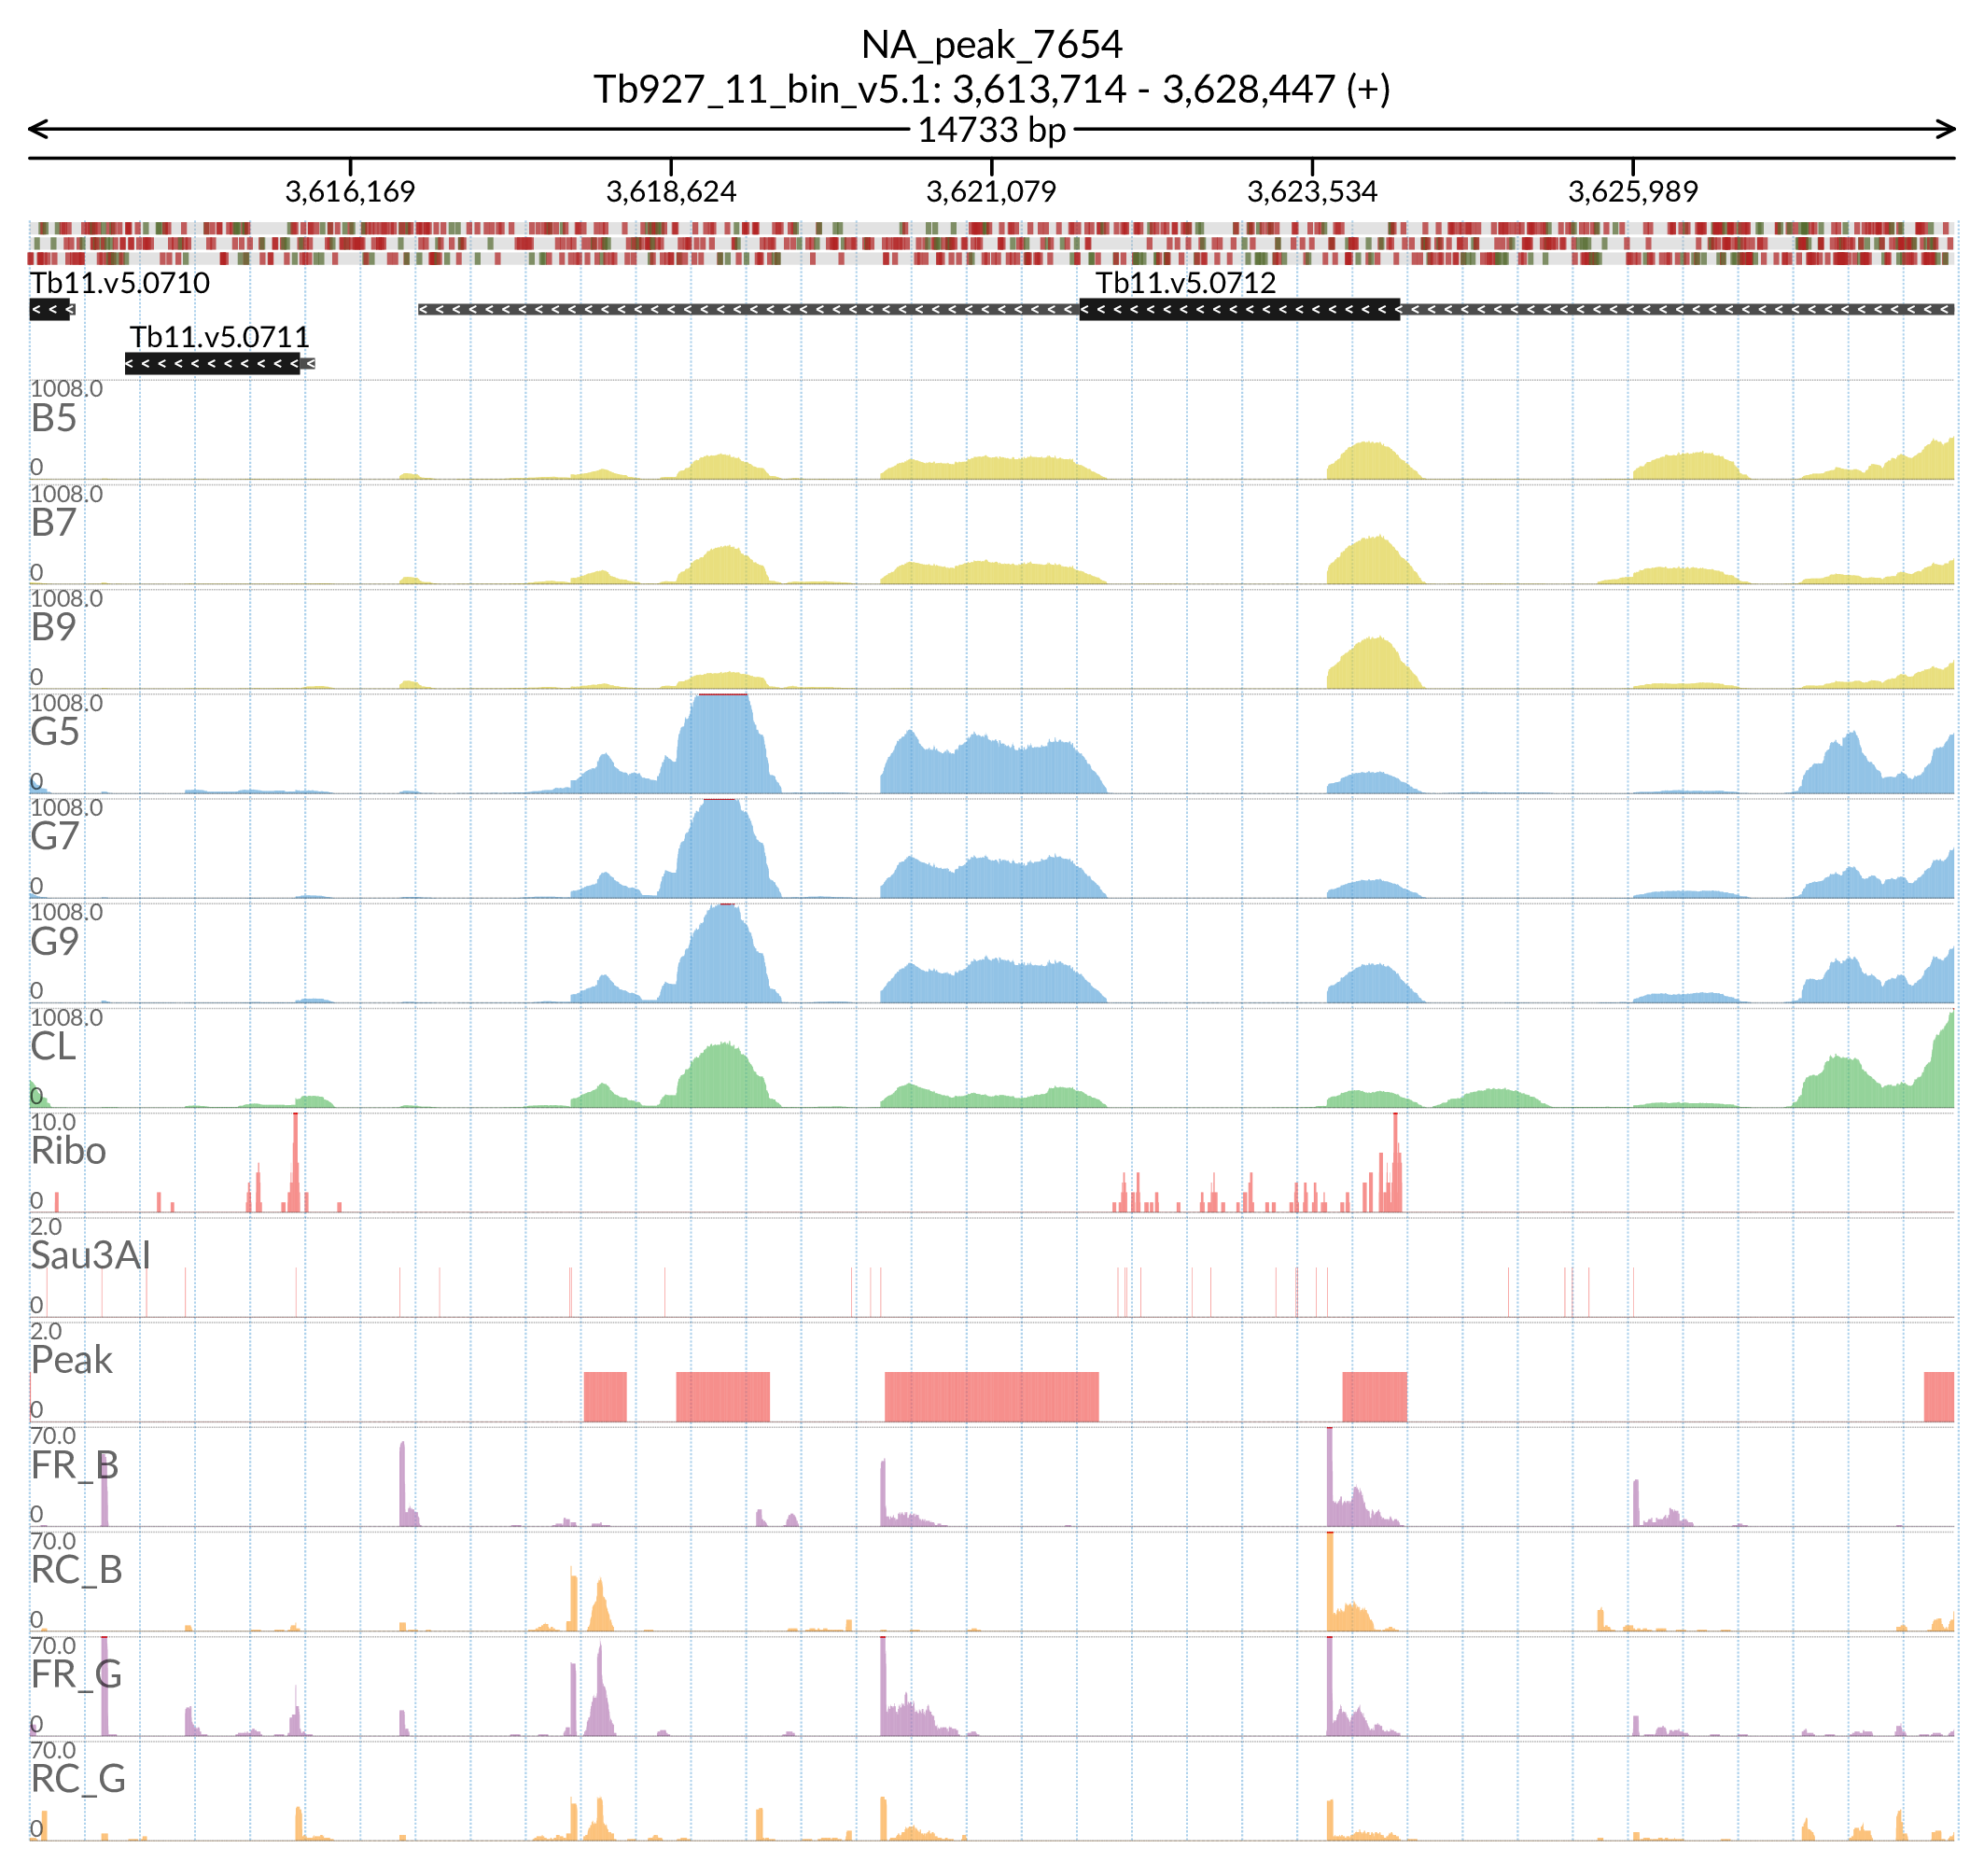 NA_peak_7654
Tb927_11_bin_v5.1: 3,613,714 - 3,628,447 (+)
14733 bp
3,616,169 3,618,624 3,621,079 3,623,534 3,625,989
Tb11.v5.0710 Tb11.v5.0712
Tb11.v5.0711
1008.0
B5
0
1008.0
B7
0
1008.0
B9
0
1008.0
G5
0
1008.0
G7
0
1008.0
G9
0
1008.0
CL
0
10.0
Ribo
0
2.0
Sau3AI
0
2.0
Peak
0
70.0
FR_B
0
70.0
RC_B
0
70.0
FR_G
0
70.0
RC_G
0